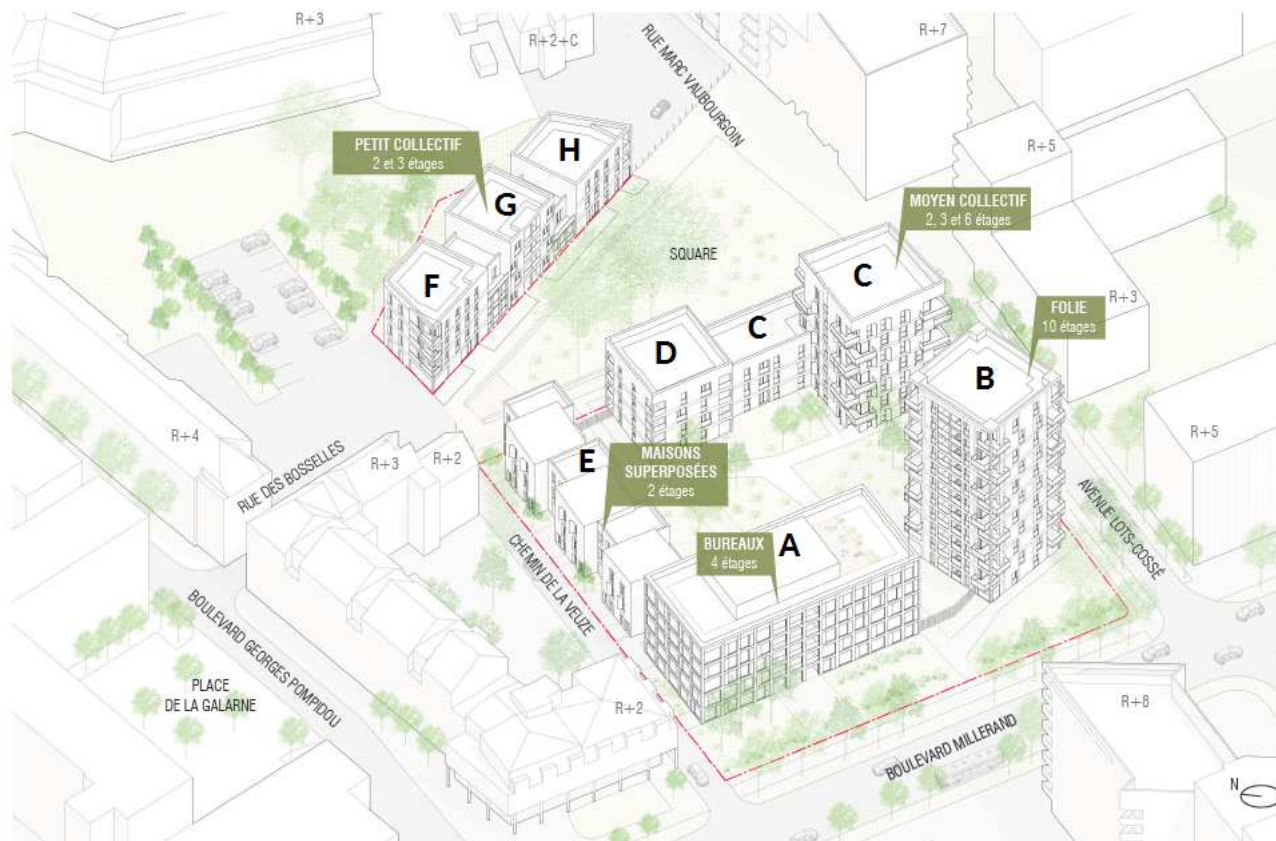 R+3
R+2+C
RUE MARC VAUBOURGOIN
R+7
PETIT COLLECTIF
2 et 3 étages
H
G
F
R+5
MOYEN COLLECTIF
2, 3 et 6 étages
SQUARE
C
C
D
R+3
FOLIE
10 étages
B
R+4
R+3
R+2
RUE DES BOSSELLES
E
MAISONS
SUPERPOSÉES
2 étages
R+5
AVENUE LOTS-COSSÉ
BUREAUX
4 étages
A
CHEMIN DE LA VEUZE
BOULEVARD GEORGES POMPIDOU
PLACE
DE LA GALARNE
R+2
BOULEVARD MILLERAND
R+8
N